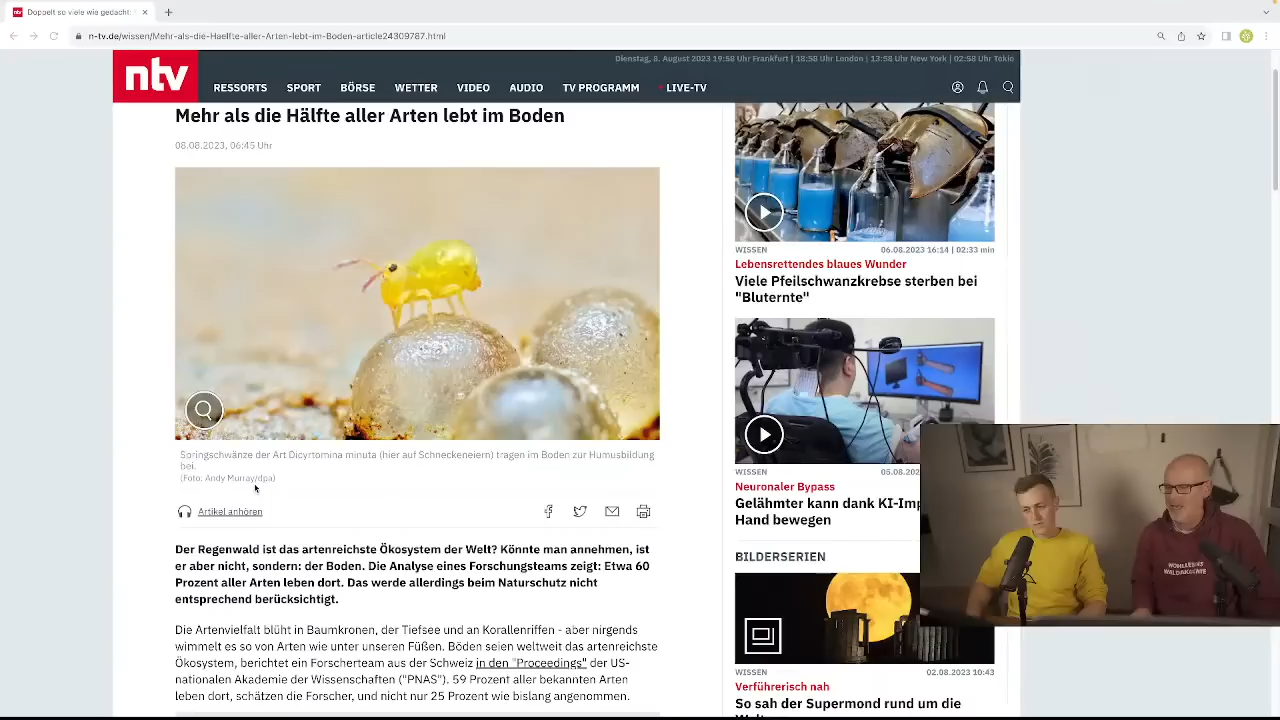 Doppelt so viele wie gedacht:
n-tv.de/wissen/Mehr-als-die-Haelfte-aller-Arten-lebt-im-Boden-article24309787.html
ntv
Dienstag, 8. August 2023 19:58 Uhr Frankfurt | 18:58 Uhr London | 13:58 Uhr New York | 02:58 Uhr Tokio
RESSORTS SPORT BÖRSE WETTER VIDEO AUDIO TV PROGRAMM LIVE-TV
Mehr als die Hälfte aller Arten lebt im Boden
08.08.2023, 06:45 Uhr
Springschwänze der Art Dicyrtomina minuta (hier auf Schneckeneiern) tragen im Boden zur Humusbildung
bei.
(Foto: Andy Murray/dpa)
Artikel anhören
Der Regenwald ist das artenreichste Ökosystem der Welt? Könnte man annehmen, ist
er aber nicht, sondern: der Boden. Die Analyse eines Forschungsteams zeigt: Etwa 60
Prozent aller Arten leben dort. Das werde allerdings beim Naturschutz nicht
entsprechend berücksichtigt.
Die Artenvielfalt blüht in Baumkronen, der Tiefsee und an Korallenriffen - aber nirgends
wimmelt es so von Arten wie unter unseren Füßen. Böden seien weltweit das artenreichste
Ökosystem, berichtet ein Forscherteam aus der Schweiz in den "Proceedings" der US-
nationalen Akademie der Wissenschaften ("PNAS"). 59 Prozent aller bekannten Arten
leben dort, schätzen die Forscher, und nicht nur 25 Prozent wie bislang angenommen.
WISSEN 06.08.2023 16:14 | 02:33 min
Lebensrettendes blaues Wunder
Viele Pfeilschwanzkrebse sterben bei
"Bluternte"
WISSEN 05.08.202
Neuronaler Bypass
Gelähmter kann dank KI-Imp
Hand bewegen
BILDERSERIEN
WISSEN 02.08.2023 10:43
Verführerisch nah
So sah der Supermond rund um die
WOHLLEBENS
WALDAKADEMIE